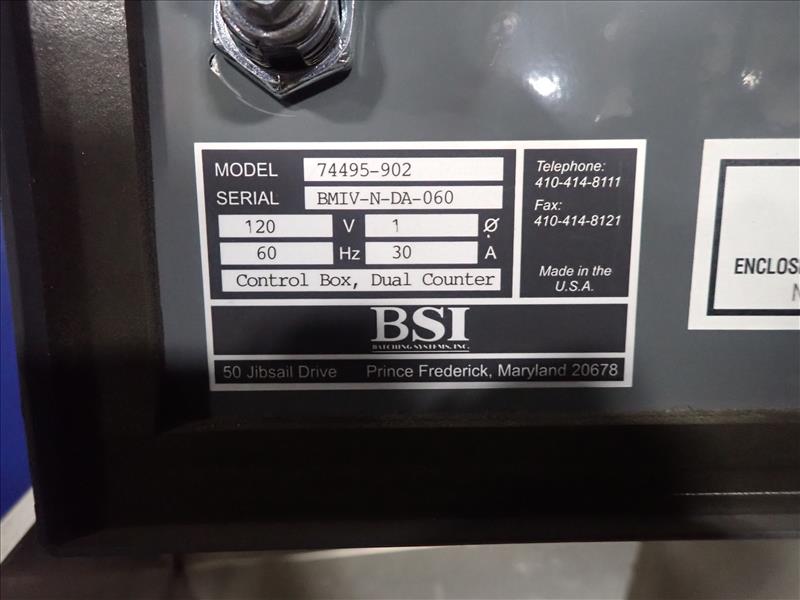 MODEL 74495-902
SERIAL BMIV-N-DA-060
120 V 1 Ø
60 Hz 30 A
Control Box, Dual Counter
Telephone:
410-414-8111
Fax:
410-414-8121
Made in the
U.S.A.
BSI
BATCHING SYSTEMS, INC.
50 Jibsail Drive Prince Frederick, Maryland 20678